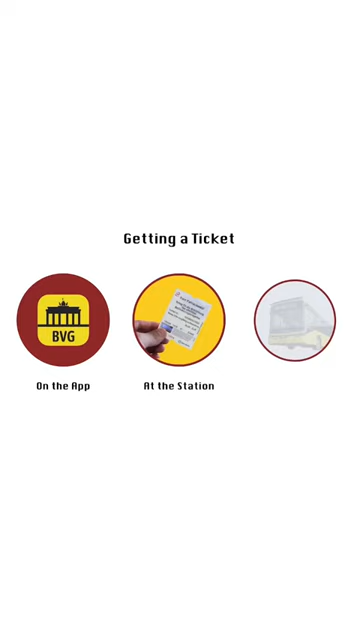 Getting a Ticket
BVG
On the App
At the Station